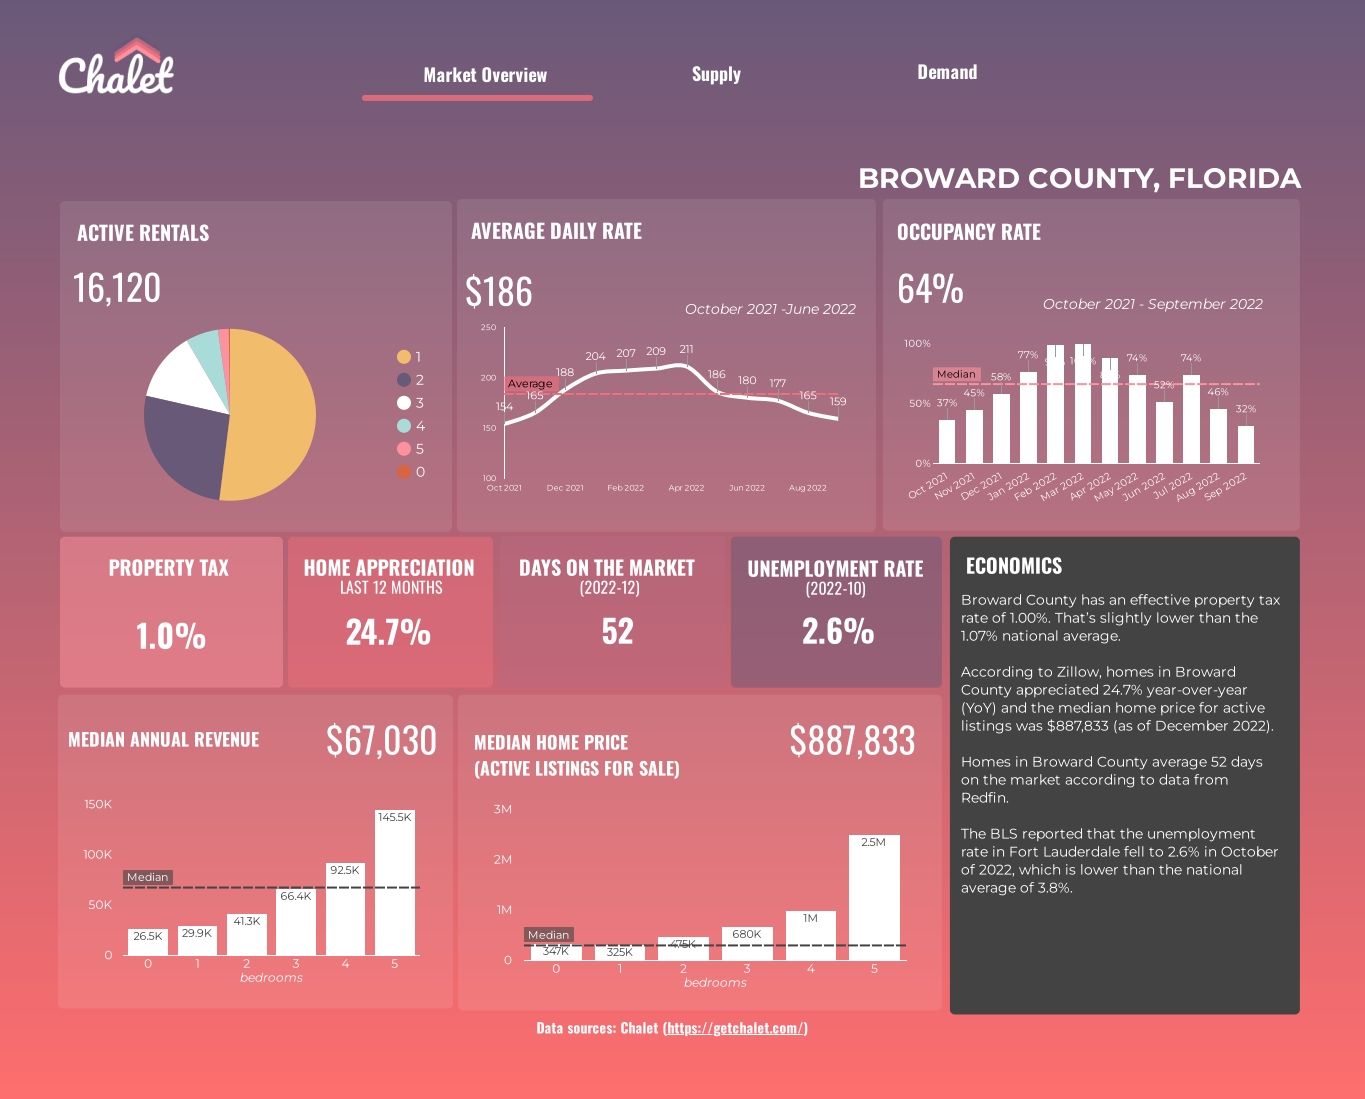 Chalet
Market Overview
Supply
Demand
BROWARD COUNTY, FLORIDA
ACTIVE RENTALS
16,120
1
2
3
4
5
0
AVERAGE DAILY RATE
$186
October 2021 -June 2022
250
200
150
100
Average
154
165
188
204
207
209
211
186
180
177
165
159
Oct 2021
Dec 2021
Feb 2022
Apr 2022
Jun 2022
Aug 2022
OCCUPANCY RATE
64%
October 2021 - September 2022
100%
50%
0%
Median
37%
45%
58%
77%
74%
52%
74%
46%
32%
Oct 2021
Nov 2021
Dec 2021
Jan 2022
Feb 2022
Mar 2022
Apr 2022
May 2022
Jun 2022
Jul 2022
Aug 2022
Sep 2022
PROPERTY TAX
1.0%
HOME APPRECIATION
LAST 12 MONTHS
24.7%
DAYS ON THE MARKET
(2022-12)
52
UNEMPLOYMENT RATE
(2022-10)
2.6%
ECONOMICS
Broward County has an effective property tax
rate of 1.00%. That's slightly lower than the
1.07% national average.
According to Zillow, homes in Broward
County appreciated 24.7% year-over-year
(YoY) and the median home price for active
listings was $887,833 (as of December 2022).
Homes in Broward County average 52 days
on the market according to data from
Redfin.
The BLS reported that the unemployment
rate in Fort Lauderdale fell to 2.6% in October
of 2022, which is lower than the national
average of 3.8%.
MEDIAN ANNUAL REVENUE
$67,030
150K
100K
50K
0
Median
26.5K
29.9K
41.3K
66.4K
92.5K
145.5K
0
1
2
3
4
5
bedrooms
MEDIAN HOME PRICE
(ACTIVE LISTINGS FOR SALE)
$887,833
3M
2M
1M
0
Median
347K
325K
475K
680K
1M
2.5M
0
1
2
3
4
5
bedrooms
Data sources: Chalet (https://getchalet.com/)